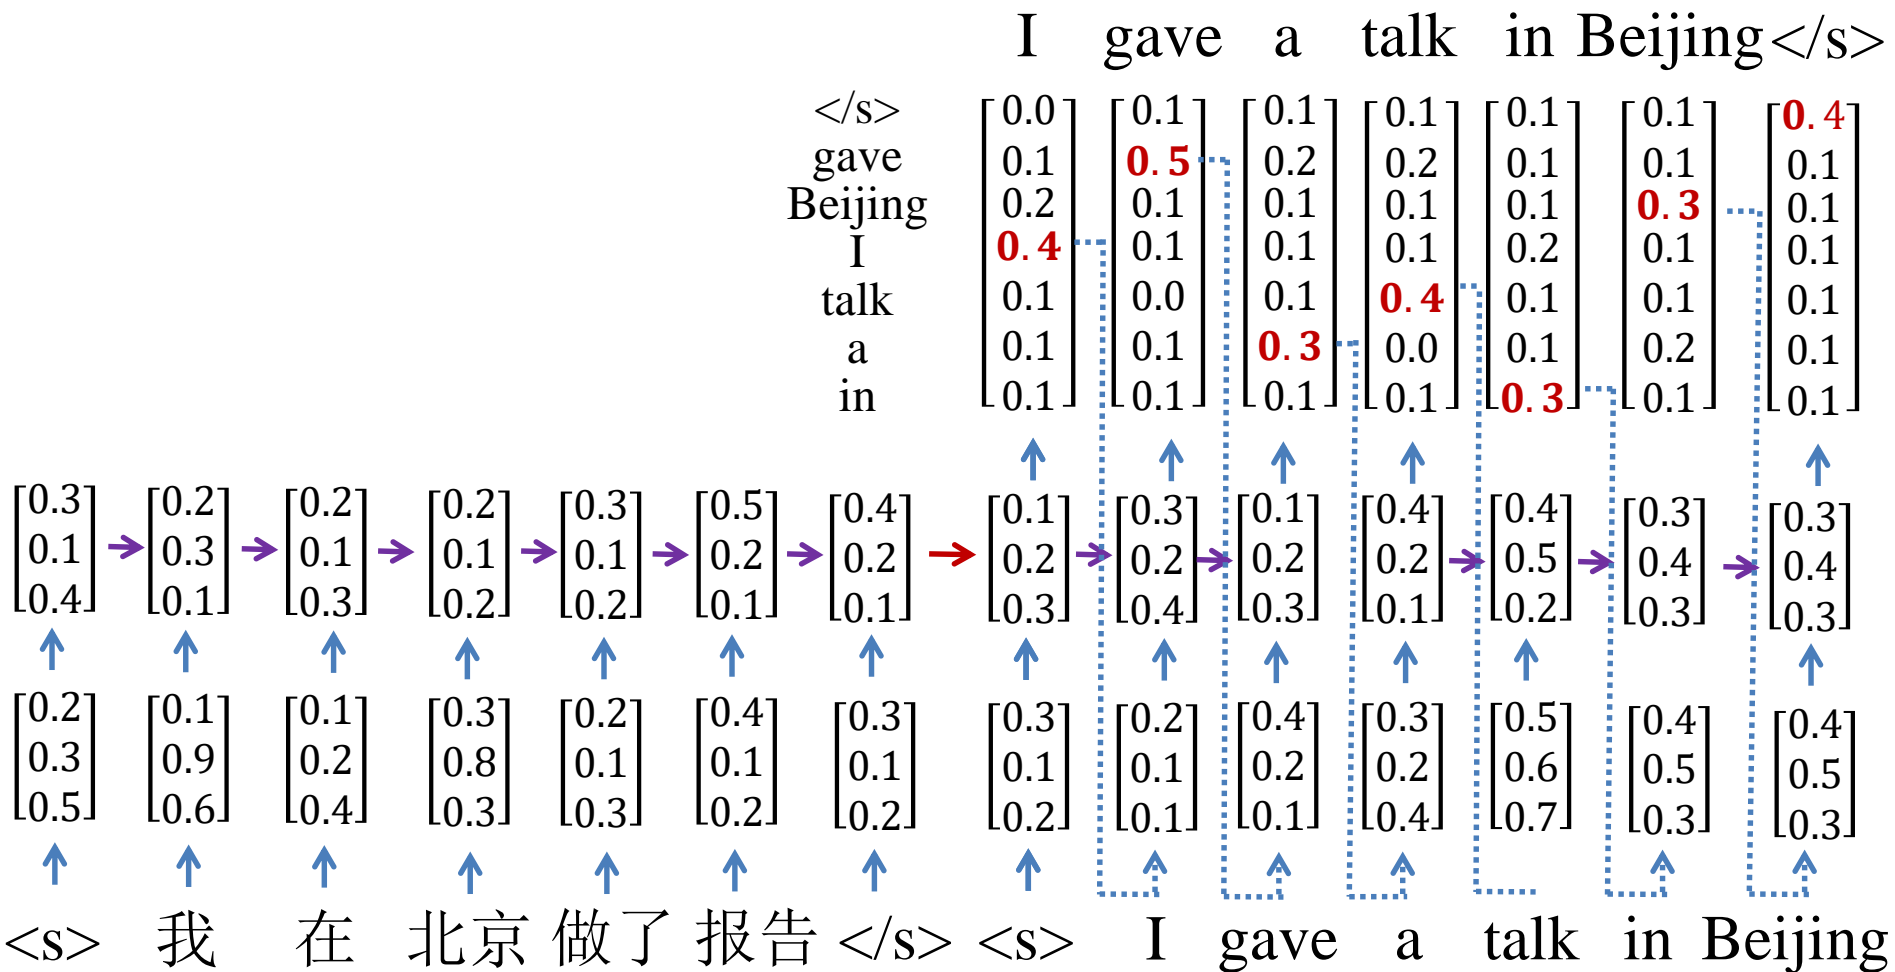 I gave a talk in Beijing </s>
</s> 0.0 0.1 0.1 0.1 0.1 0.1 0.4
gave 0.1 0.5 0.2 0.2 0.1 0.1 0.1
Beijing 0.2 0.1 0.1 0.1 0.1 0.3 0.1
I 0.4 0.1 0.1 0.1 0.2 0.1 0.1
talk 0.1 0.0 0.1 0.4 0.1 0.1 0.1
a 0.1 0.1 0.3 0.0 0.1 0.2 0.1
in 0.1 0.1 0.1 0.1 0.3 0.1 0.1
0.3 0.2 0.2 0.2 0.3 0.5 0.4 0.1 0.3 0.1 0.4 0.4 0.3 0.3
0.1 0.3 0.1 0.1 0.1 0.2 0.2 0.2 0.2 0.2 0.2 0.5 0.4 0.4
0.4 0.1 0.3 0.2 0.2 0.1 0.1 0.3 0.4 0.3 0.1 0.2 0.3 0.3
0.2 0.1 0.1 0.3 0.2 0.4 0.3 0.3 0.2 0.4 0.3 0.5 0.4 0.4
0.3 0.9 0.2 0.8 0.1 0.1 0.1 0.1 0.1 0.2 0.2 0.6 0.5 0.5
0.5 0.6 0.4 0.3 0.3 0.2 0.2 0.2 0.1 0.1 0.4 0.7 0.3 0.3
<s> 我 在 北京 做了 报告 </s> <s> I gave a talk in Beijing